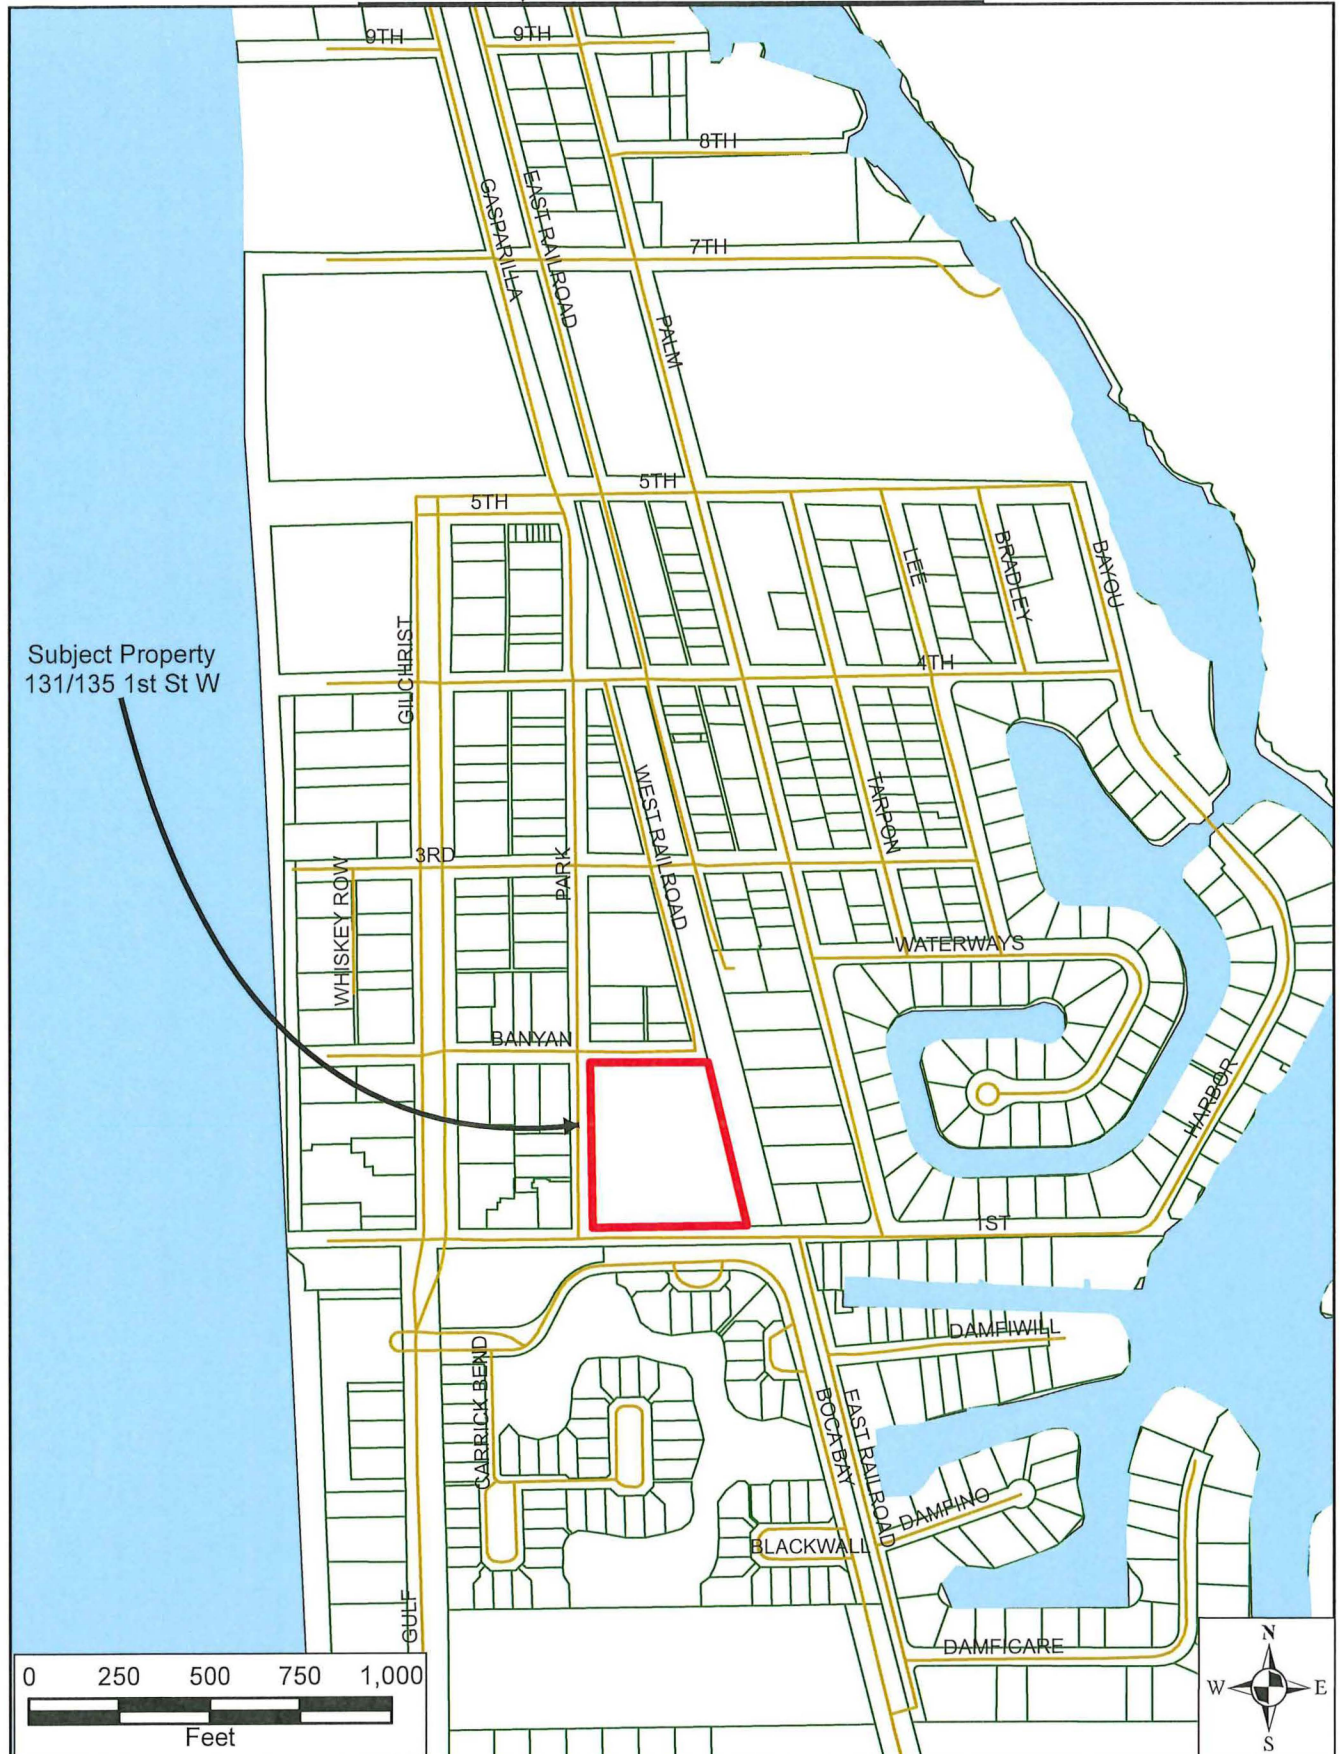 9TH
9TH
8TH
7TH
GASPARILLA
EAST RAILROAD
PALM
5TH
5TH
LEE
BRADLEY
BAYOU
GILCHRIST
Subject Property
131/135 1st St W
4TH
WEST RAILROAD
TARPON
3RD
PARK
WHISKEY ROW
WATERWAYS
BANYAN
HARBOR
1ST
DAMFIWILL
CARRICK BEND
BOCA BAY
EAST RAILROAD
DAMFINO
BLACKWALL
GULF
DAMFICARE
0 250 500 750 1,000
Feet
N
W E
S